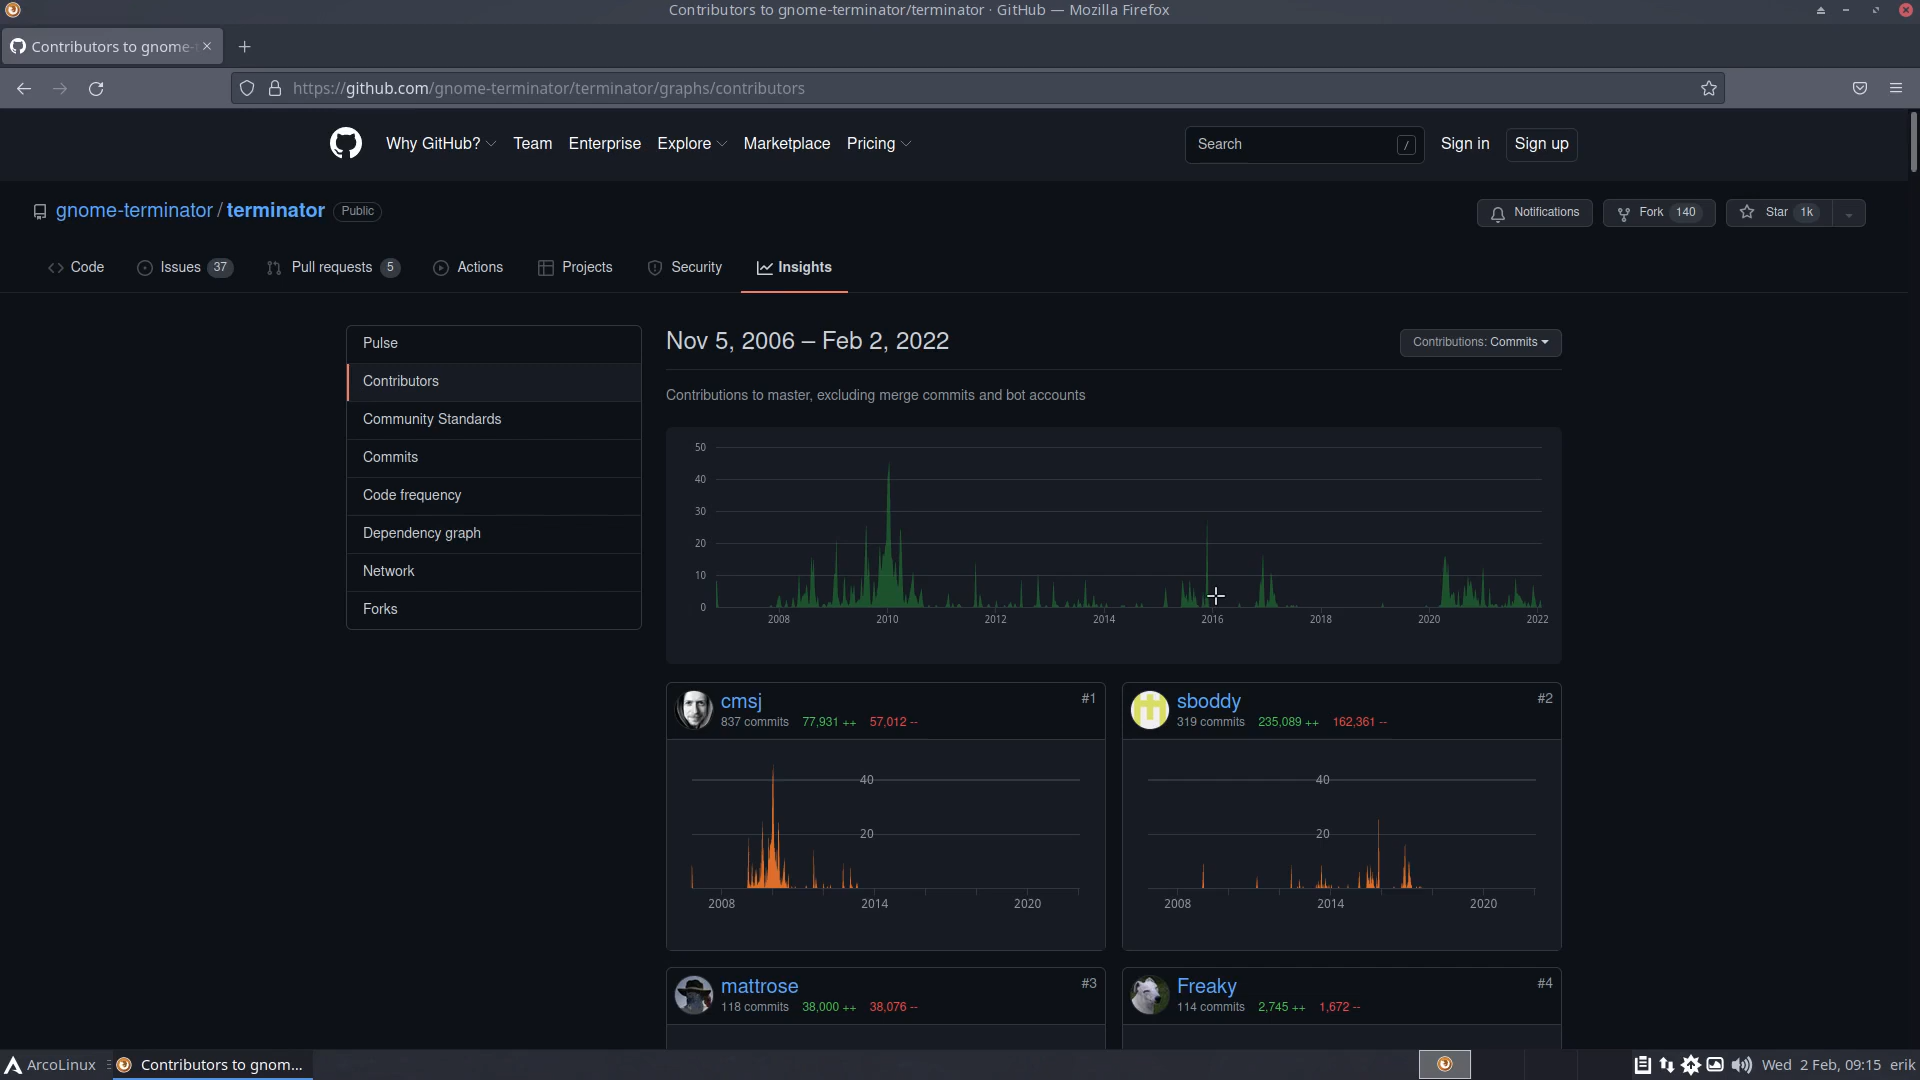 Contributors to gnome-terminator/terminator · GitHub — Mozilla Firefox
Contributors to gnome-
https://github.com/gnome-terminator/terminator/graphs/contributors
Why GitHub? Team Enterprise Explore Marketplace Pricing Search / Sign in Sign up
gnome-terminator / terminator Public Notifications Fork 140 Star 1k
Code Issues 37 Pull requests 5 Actions Projects Security Insights
Pulse
Contributors
Community Standards
Commits
Code frequency
Dependency graph
Network
Forks
Nov 5, 2006 – Feb 2, 2022
Contributions: Commits
Contributions to master, excluding merge commits and bot accounts
50
40
30
20
10
0
2008 2010 2012 2014 2016 2018 2020 2022
cmsj #1
837 commits 77,931 ++ 57,012 --
40
20
2008 2014 2020
sboddy #2
319 commits 235,089 ++ 162,361 --
40
20
2008 2014 2020
mattrose #3
118 commits 38,000 ++ 38,076 --
Freaky #4
114 commits 2,745 ++ 1,672 --
ArcoLinux Contributors to gnom... Wed 2 Feb, 09:15 erik